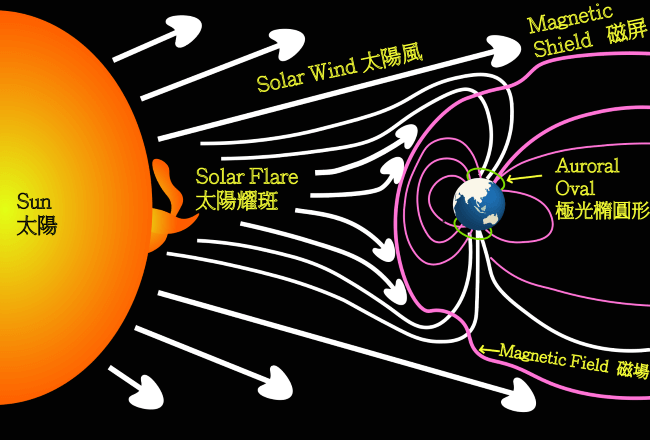 Magnetic
Shield 磁屏
Solar Wind 太陽風
Solar Flare
太陽耀斑
Auroral
Oval
極光橢圓形
Sun
太陽
Magnetic Field 磁場